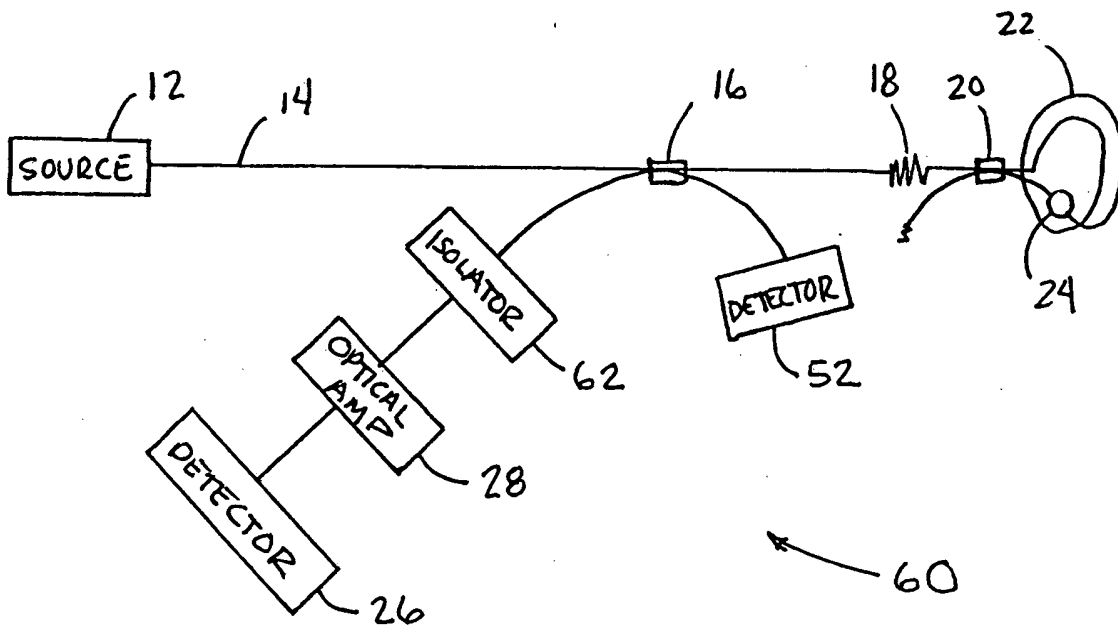 22
12
14
16
18
20
SOURCE
24
ISOLATOR
DETECTOR
62
52
OPTICAL
AMP
28
DETECTOR
60
26